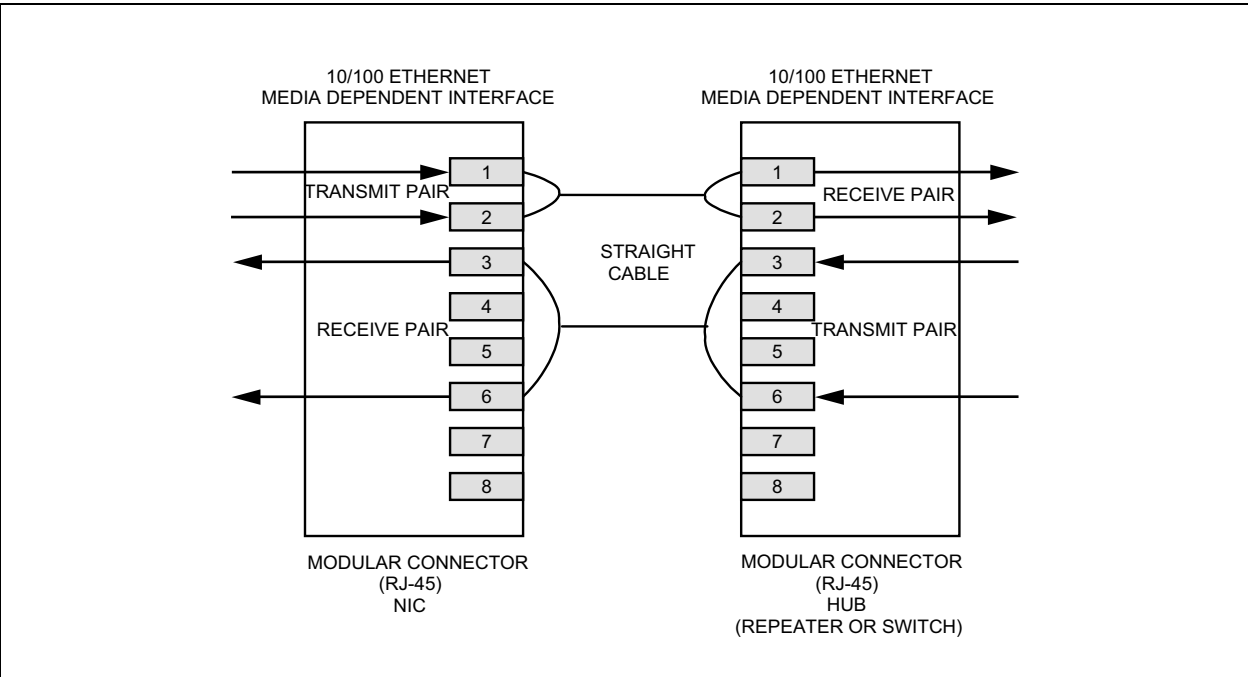 10/100 ETHERNET
MEDIA DEPENDENT INTERFACE
10/100 ETHERNET
MEDIA DEPENDENT INTERFACE
1
TRANSMIT PAIR
2
3
4
RECEIVE PAIR
5
6
7
8
STRAIGHT
CABLE
1
RECEIVE PAIR
2
3
4
TRANSMIT PAIR
5
6
7
8
MODULAR CONNECTOR
(RJ-45)
NIC
MODULAR CONNECTOR
(RJ-45)
HUB
(REPEATER OR SWITCH)